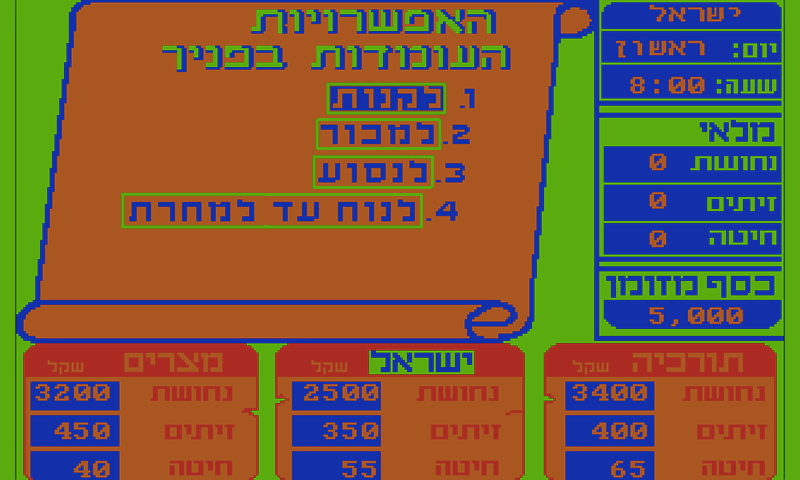 האפשרויות
העומדות בפניך
1. לקנות
2. למכור
3. לנסוע
4. לנוח עד למחרת
ישראל
יום: ראשון
שעה: 8:00
מלאי
נחושת 0
זיתים 0
חיטה 0
כסף מזומן
5,000
תורכיה שקל
נחושת 3400
זיתים 400
חיטה 65
ישראל שקל
נחושת 2500
זיתים 350
חיטה 55
מצרים שקל
נחושת 3200
זיתים 450
חיטה 40